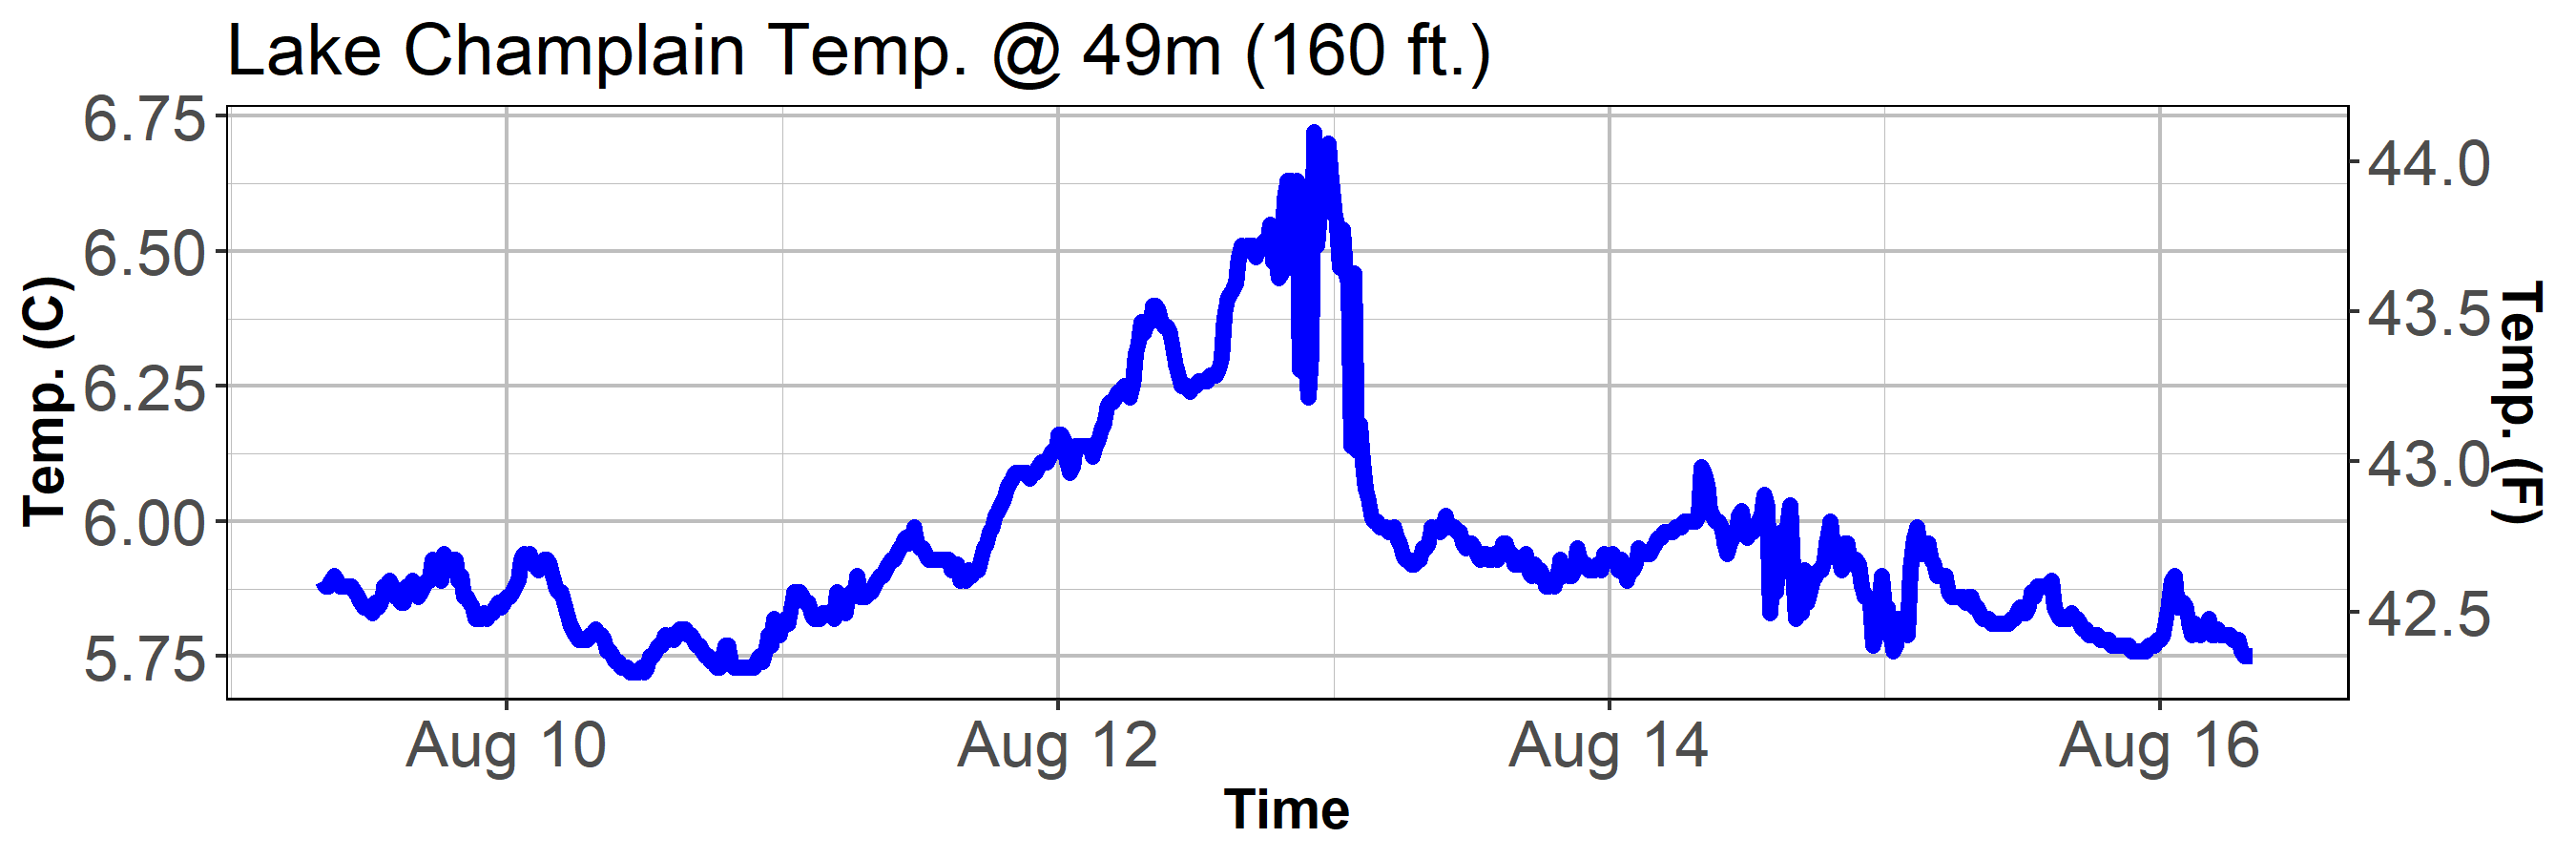 Lake Champlain Temp. @ 49m (160 ft.)
6.75
6.50
6.25
6.00
5.75
Temp. (C)
44.0
43.5
43.0
42.5
Temp. (F)
Aug 10
Aug 12
Aug 14
Aug 16
Time